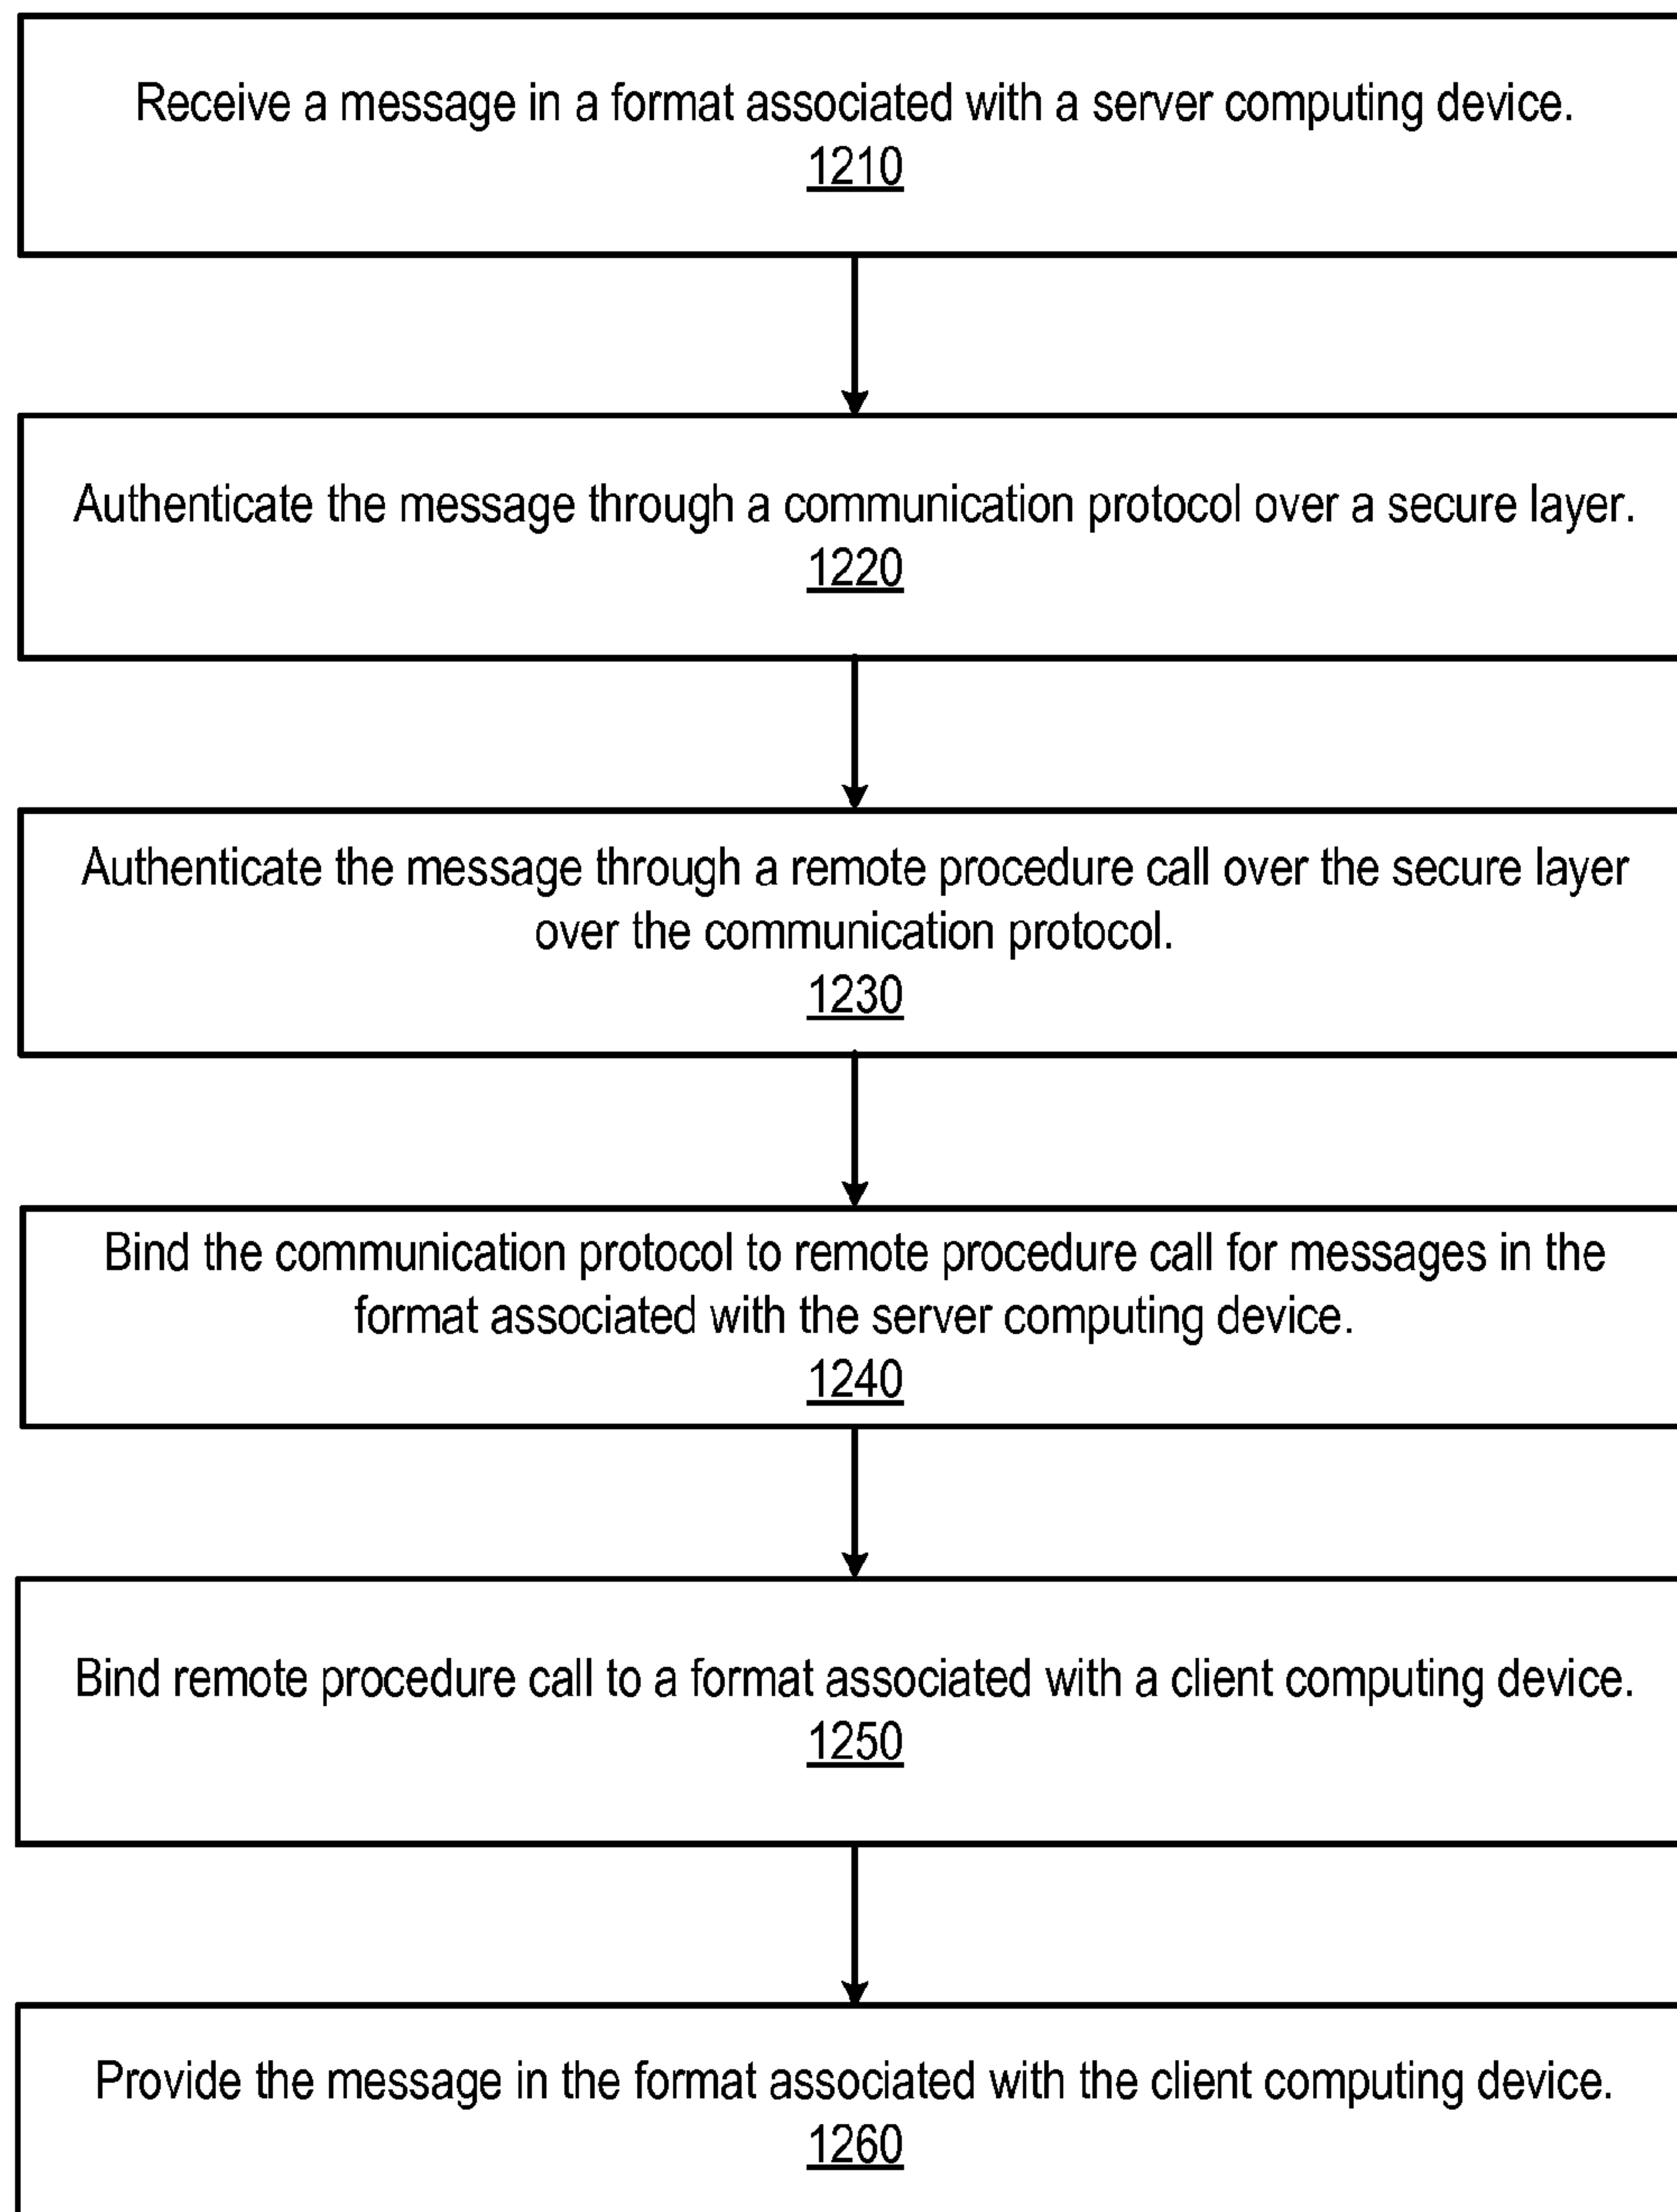 Receive a message in a format associated with a server computing device.
1210
Authenticate the message through a communication protocol over a secure layer.
1220
Authenticate the message through a remote procedure call over the secure layer
over the communication protocol.
1230
Bind the communication protocol to remote procedure call for messages in the
format associated with the server computing device.
1240
Bind remote procedure call to a format associated with a client computing device.
1250
Provide the message in the format associated with the client computing device.
1260